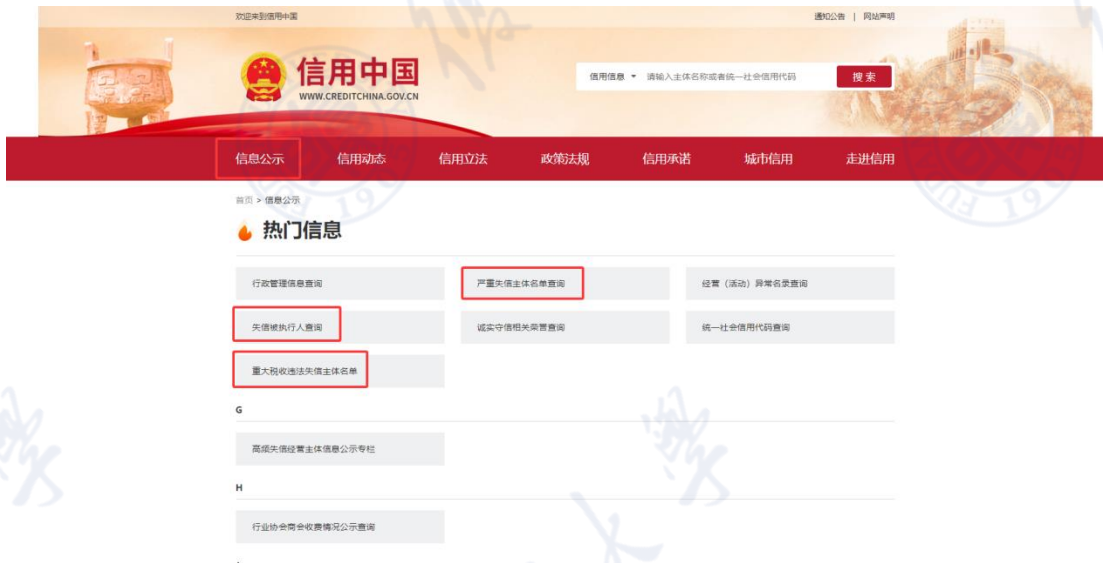 欢迎来到信用中国
通知公告 | 网站声明
信用中国
WWW.CREDITCHINA.GOV.CN
信用信息 请输入主体名称或者统一社会信用代码 搜索
信息公示 信用动态 信用立法 政策法规 信用承诺 城市信用 走进信用
首页 > 信息公示
热门信息
行政管理信息查询 严重失信主体名单查询 经营（活动）异常名录查询
失信被执行人查询 诚实守信相关荣誉查询 统一社会信用代码查询
重大税收违法失信主体名单
G
高频失信经营主体信息公示专栏
H
行业协会商会收费情况公示查询